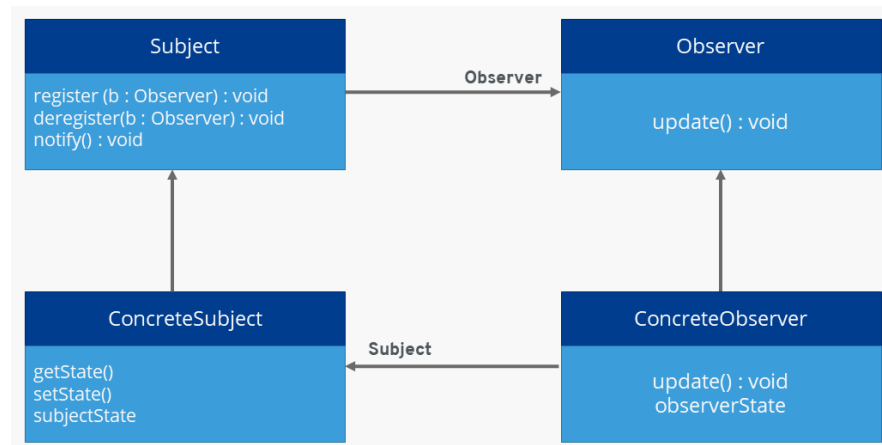 Subject
register (b : Observer) : void
deregister(b : Observer) : void
notify() : void
Observer
Observer
update() : void
ConcreteSubject
getState()
setState()
subjectState
Subject
ConcreteObserver
update() : void
observerState